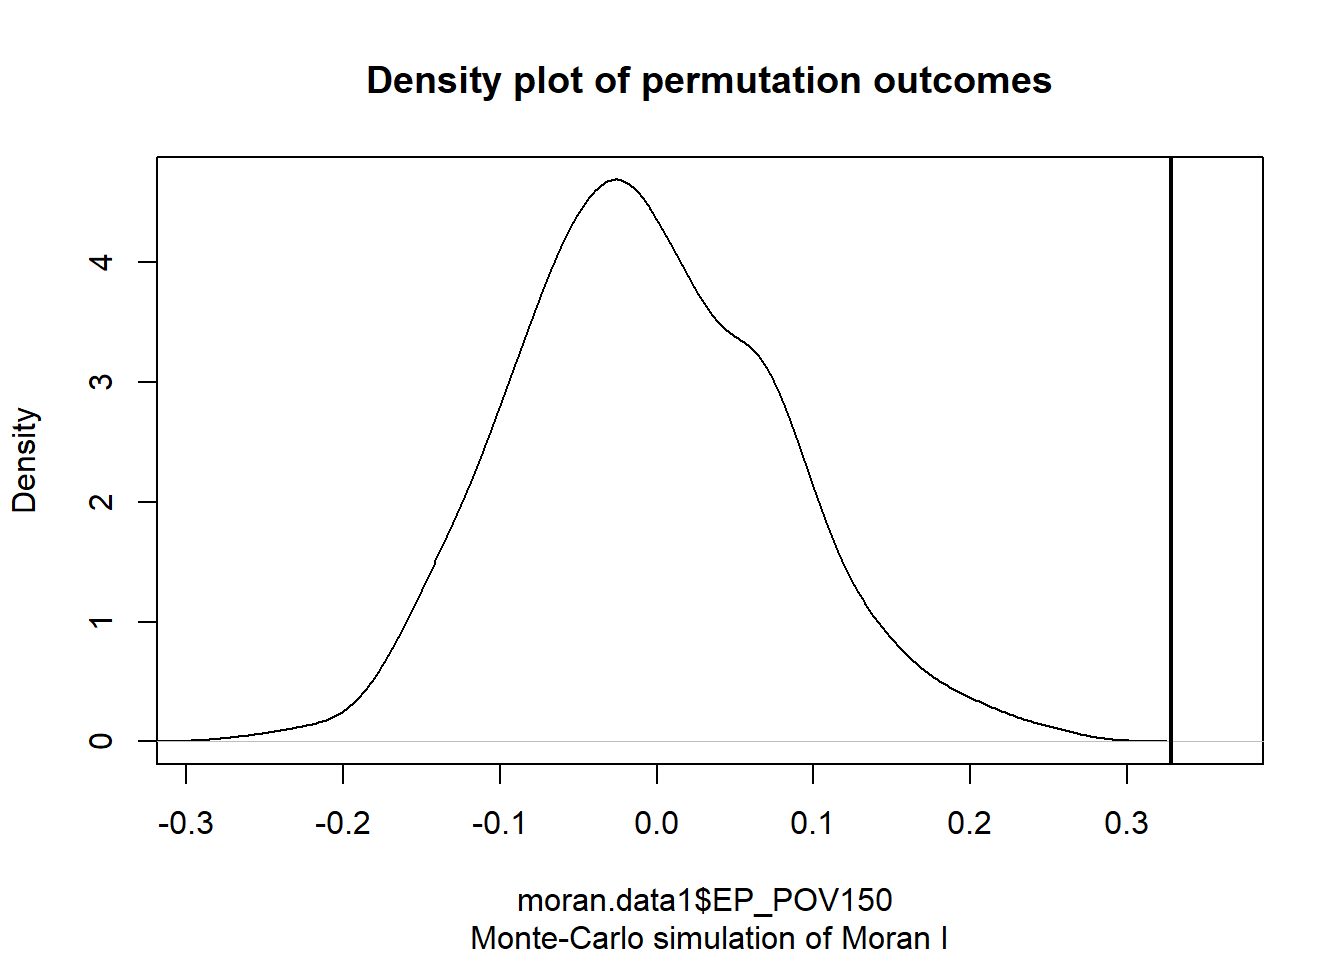 Density plot of permutation outcomes
Density
4
3
2
1
0
-0.3 -0.2 -0.1 0.0 0.1 0.2 0.3
moran.data1$EP_POV150
Monte-Carlo simulation of Moran I